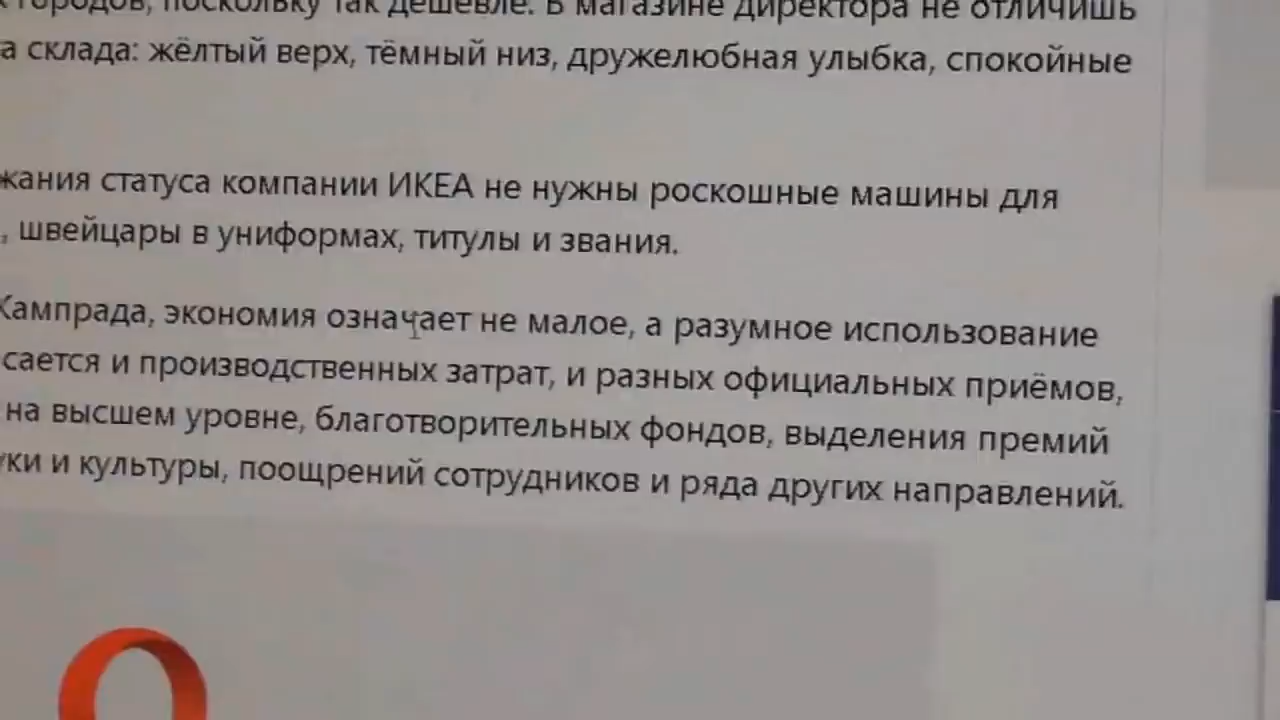 городов, поскольку так дешевле. В магазине директора не отличишь
а склада: жёлтый верх, тёмный низ, дружелюбная улыбка, спокойные
жания статуса компании ИКЕА не нужны роскошные машины для
, швейцары в униформах, титулы и звания.
Кампрада, экономия означает не малое, а разумное использование
сается и производственных затрат, и разных официальных приёмов,
на высшем уровне, благотворительных фондов, выделения премий
уки и культуры, поощрений сотрудников и ряда других направлений.